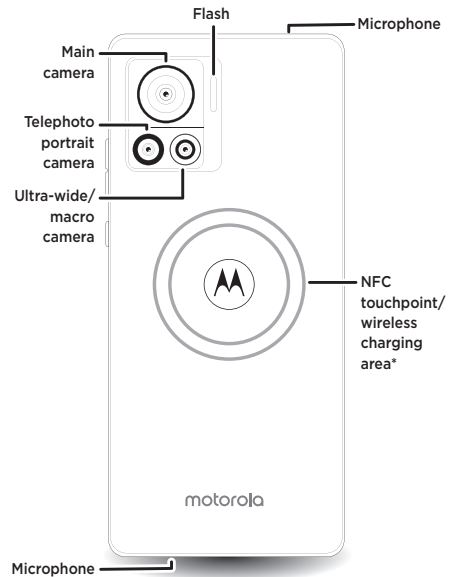 Flash
Microphone
Main
camera
Telephoto
portrait
camera
Ultra-wide/
macro
camera
NFC
touchpoint/
wireless
charging
area*
motorola
Microphone